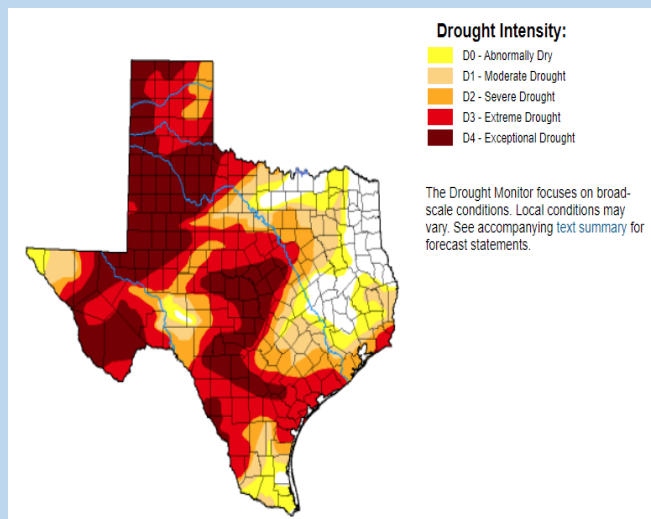 Drought Intensity:
D0 - Abnormally Dry
D1 - Moderate Drought
D2 - Severe Drought
D3 - Extreme Drought
D4 - Exceptional Drought
The Drought Monitor focuses on broad-
scale conditions. Local conditions may
vary. See accompanying text summary for
forecast statements.